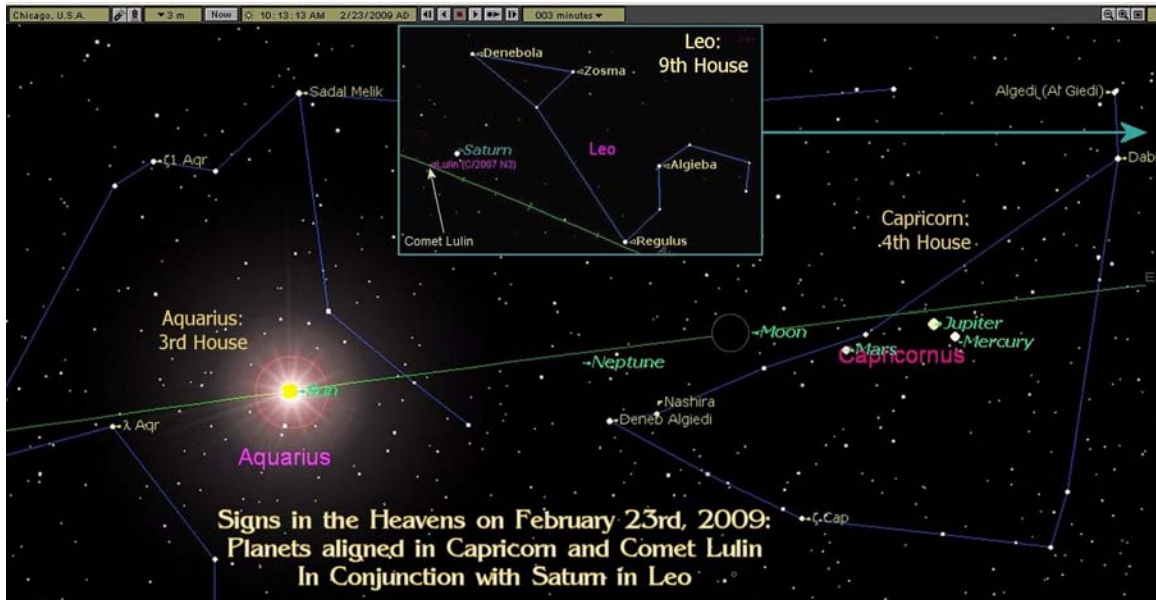 Chicago, U.S.A.
3 m
Now
10:13:13 AM 2/23/2009 AD
003 minutes
Denebola
Zosma
Leo:
9th House
Sadal Melik
Algedi (Al Giedi)
ζ1 Aqr
Saturn
Lulin (C/2007 N3)
Leo
Algieba
Comet Lulin
Regulus
Capricorn:
4th House
Aquarius:
3rd House
Moon
Jupiter
Mercury
Mars
Capricornus
Neptune
Sun
Nashira
Deneb Algiedi
λ Aqr
Aquarius
ζ Cap
Signs in the Heavens on February 23rd, 2009:
Planets aligned in Capricorn and Comet Lulin
In Conjunction with Saturn in Leo